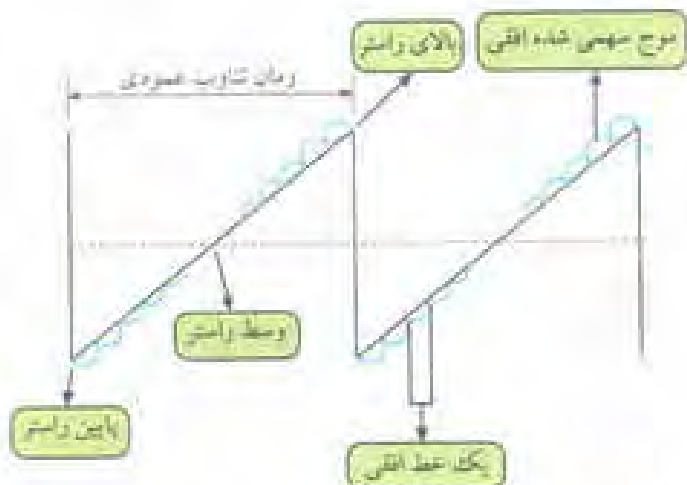 موج سهمی شده افقی
بالای راستر
زمان تناوب عمودی
وسط راستر
پایین راستر
یک خط افقی